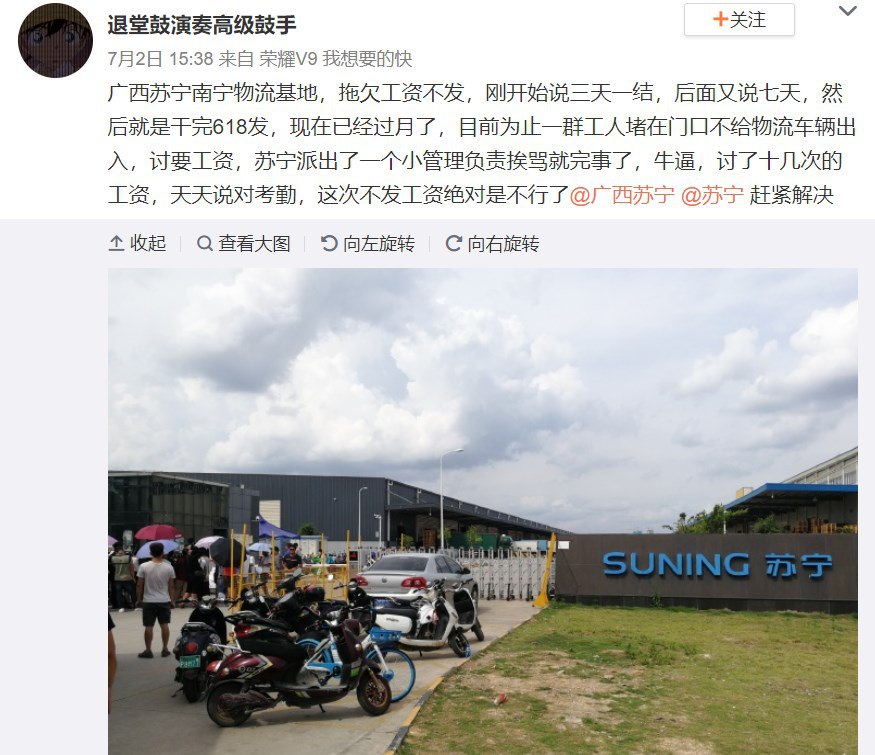 退堂鼓演奏高级鼓手
+关注
7月2日 15:38 来自 荣耀V9 我想要的快
广西苏宁南宁物流基地，拖欠工资不发，刚开始说三天一结，后面又说七天，然
后就是干完618发，现在已经过月了，目前为止一群工人堵在门口不给物流车辆出
入，讨要工资，苏宁派出了一个小管理负责挨骂就完事了，牛逼，讨了十几次的
工资，天天说对考勤，这次不发工资绝对是不行了@广西苏宁 @苏宁 赶紧解决
收起 查看大图 向左旋转 向右旋转
SUNING 苏宁